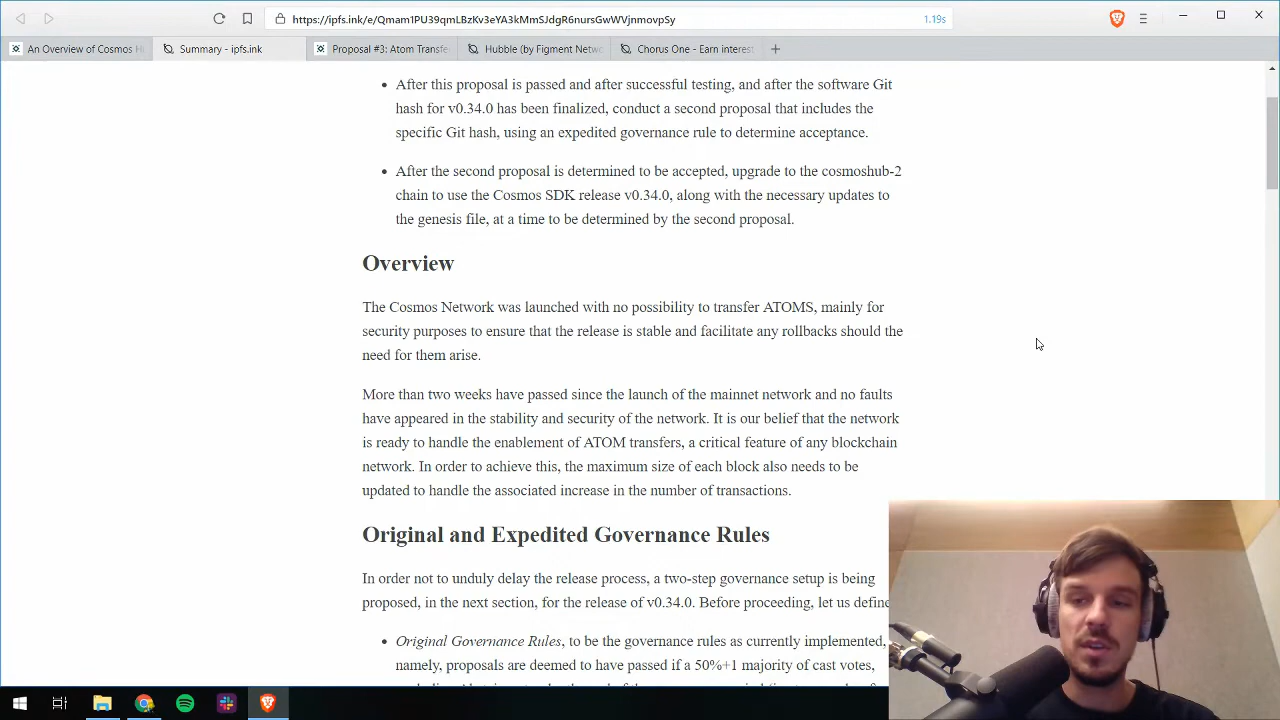 https://ipfs.ink/e/Qmam1PU39qmLBzKv3eYA3kMmSJdgR6nursGwWVjnmovpSy
1.19s
An Overview of Cosmos H
Summary - ipfs.ink
Proposal #3: Atom Transfe
Hubble (by Figment Netwo
Chorus One - Earn interest
After this proposal is passed and after successful testing, and after the software Git
hash for v0.34.0 has been finalized, conduct a second proposal that includes the
specific Git hash, using an expedited governance rule to determine acceptance.
After the second proposal is determined to be accepted, upgrade to the cosmoshub-2
chain to use the Cosmos SDK release v0.34.0, along with the necessary updates to
the genesis file, at a time to be determined by the second proposal.
Overview
The Cosmos Network was launched with no possibility to transfer ATOMS, mainly for
security purposes to ensure that the release is stable and facilitate any rollbacks should the
need for them arise.
More than two weeks have passed since the launch of the mainnet network and no faults
have appeared in the stability and security of the network. It is our belief that the network
is ready to handle the enablement of ATOM transfers, a critical feature of any blockchain
network. In order to achieve this, the maximum size of each block also needs to be
updated to handle the associated increase in the number of transactions.
Original and Expedited Governance Rules
In order not to unduly delay the release process, a two-step governance setup is being
proposed, in the next section, for the release of v0.34.0. Before proceeding, let us define
Original Governance Rules, to be the governance rules as currently implemented,
namely, proposals are deemed to have passed if a 50%+1 majority of cast votes,